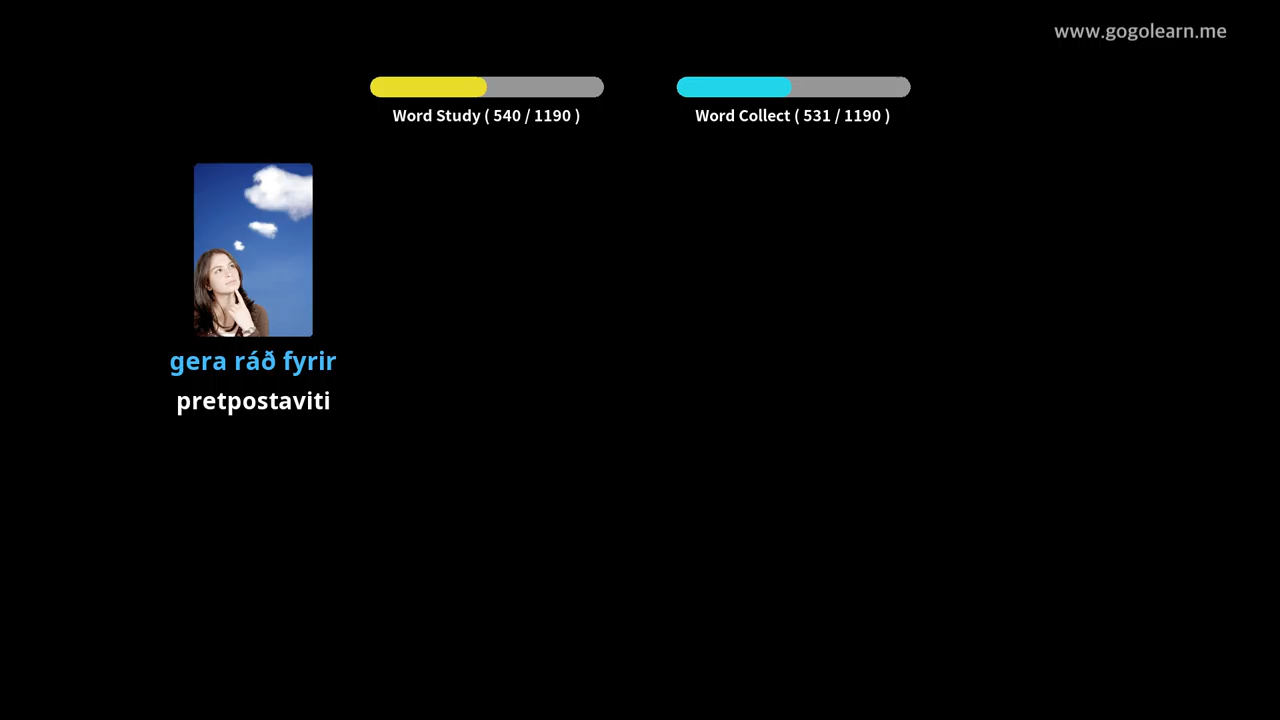 www.gogolearn.me
Word Study ( 540 / 1190 )
Word Collect ( 531 / 1190 )
gera ráð fyrir
pretpostaviti